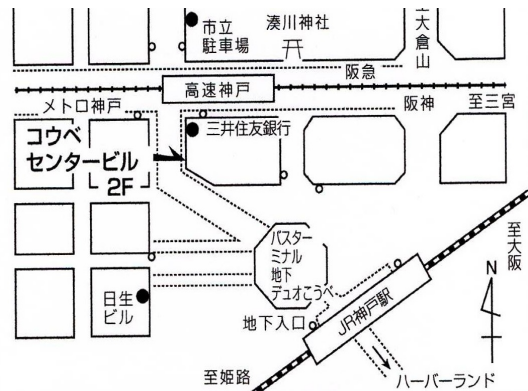 市立
駐車場
湊川神社
至大倉山
阪急
高速神戸
メトロ神戸
阪神
至三宮
コウベ
センタービル
2F
三井住友銀行
バスター
ミナル
地下
デュオこうべ
至大阪
N
日生
ビル
地下入口
JR神戸駅
至姫路
ハーバーランド